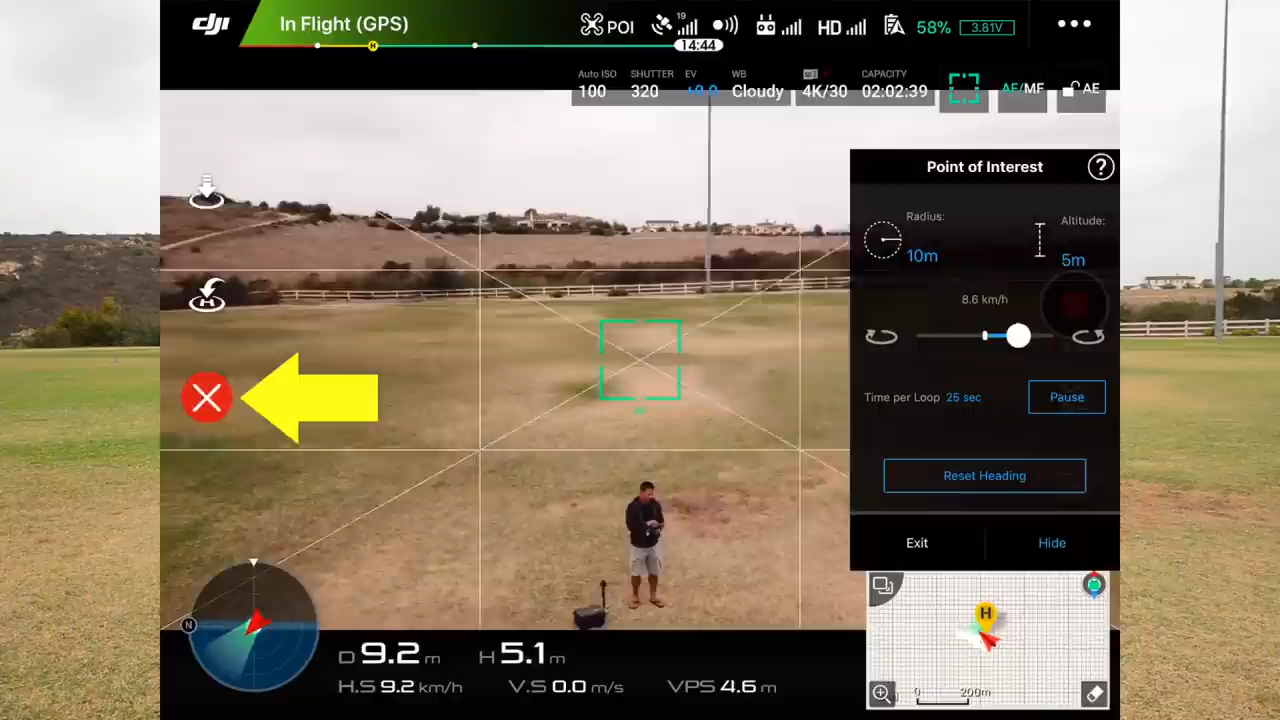 dji
In Flight (GPS)
POI
19
HD
58%
3.81V
14:44
H
Auto ISO
100
SHUTTER
320
EV
+0.0
WB
Cloudy
4K/30
CAPACITY
02:02:39
AF/MF
AE
Point of Interest
?
Radius:
10m
Altitude:
5m
8.6 km/h
Time per Loop 25 sec
Pause
Reset Heading
Exit
Hide
H
N
D 9.2 m
H 5.1 m
H.S 9.2 km/h
V.S 0.0 m/s
VPS 4.6 m
H
0
200m